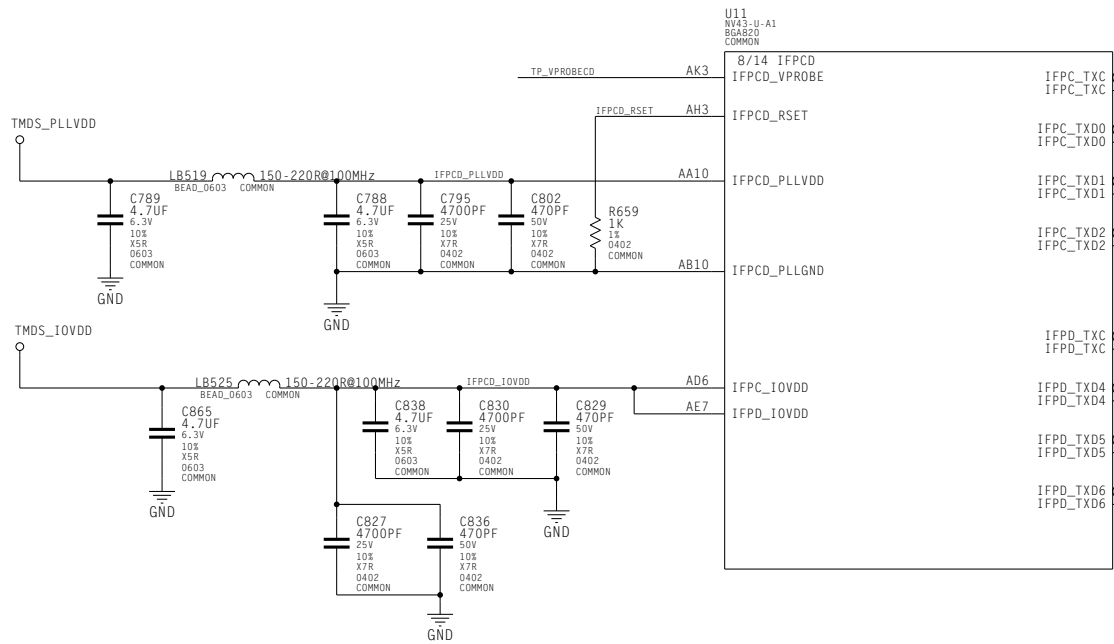 U11
NV43-U-A1
BGA820
COMMON
8/14 IFPCD
TP_VPROBECD
AK3
IFPCD_VPROBE
IFPC_TXC
IFPC_TXC
IFPCD_RSET
AH3
IFPCD_RSET
TMDS_PLLVDD
IFPC_TXD0
IFPC_TXD0
LB519
150-220R@100MHz
BEAD_0603
COMMON
IFPCD_PLLVDD
AA10
IFPCD_PLLVDD
IFPC_TXD1
IFPC_TXD1
C789
4.7UF
6.3V
10%
X5R
0603
COMMON
C788
4.7UF
6.3V
10%
X5R
0603
COMMON
C795
4700PF
25V
10%
X7R
0402
COMMON
C802
470PF
50V
10%
X7R
0402
COMMON
R659
1K
1%
0402
COMMON
IFPC_TXD2
IFPC_TXD2
AB10
IFPCD_PLLGND
GND
GND
TMDS_IOVDD
IFPD_TXC
IFPD_TXC
LB525
150-220R@100MHz
BEAD_0603
COMMON
IFPCD_IOVDD
AD6
IFPC_IOVDD
IFPD_TXD4
IFPD_TXD4
AE7
IFPD_IOVDD
C865
4.7UF
6.3V
10%
X5R
0603
COMMON
C838
4.7UF
6.3V
10%
X5R
0603
COMMON
C830
4700PF
25V
10%
X7R
0402
COMMON
C829
470PF
50V
10%
X7R
0402
COMMON
IFPD_TXD5
IFPD_TXD5
IFPD_TXD6
IFPD_TXD6
GND
GND
C827
4700PF
25V
10%
X7R
0402
COMMON
C836
470PF
50V
10%
X7R
0402
COMMON
GND